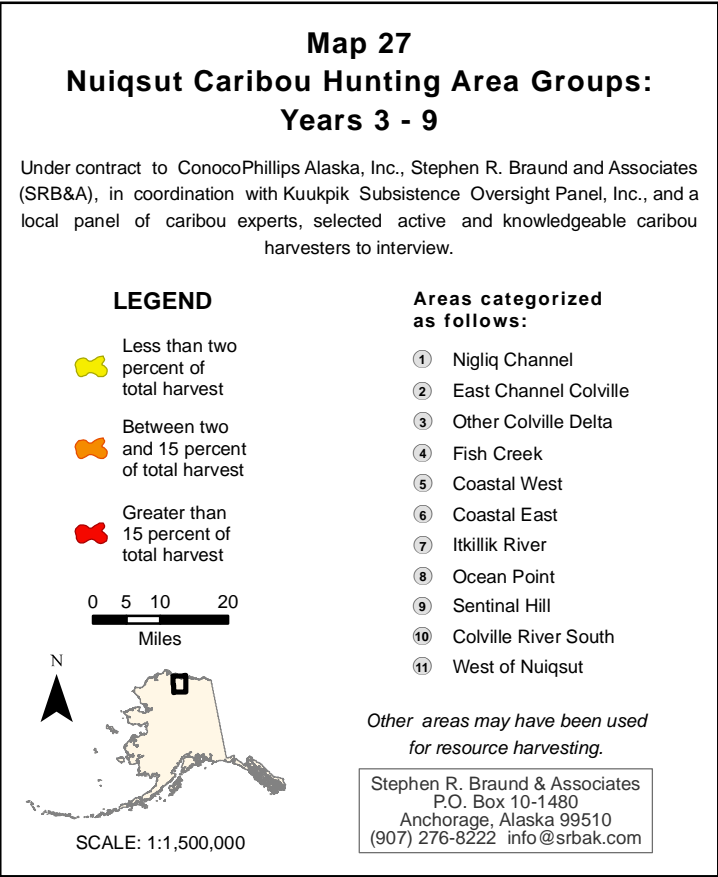 Map 27
Nuiqsut Caribou Hunting Area Groups:
Years 3 - 9
Under contract to ConocoPhillips Alaska, Inc., Stephen R. Braund and Associates
(SRB&A), in coordination with Kuukpik Subsistence Oversight Panel, Inc., and a
local panel of caribou experts, selected active and knowledgeable caribou
harvesters to interview.
LEGEND
Less than two
percent of
total harvest
Between two
and 15 percent
of total harvest
Greater than
15 percent of
total harvest
0 5 10 20
Miles
N
SCALE: 1:1,500,000
Areas categorized
as follows:
1 Nigliq Channel
2 East Channel Colville
3 Other Colville Delta
4 Fish Creek
5 Coastal West
6 Coastal East
7 Itkillik River
8 Ocean Point
9 Sentinal Hill
10 Colville River South
11 West of Nuiqsut
Other areas may have been used
for resource harvesting.
Stephen R. Braund & Associates
P.O. Box 10-1480
Anchorage, Alaska 99510
(907) 276-8222 info@srbak.com